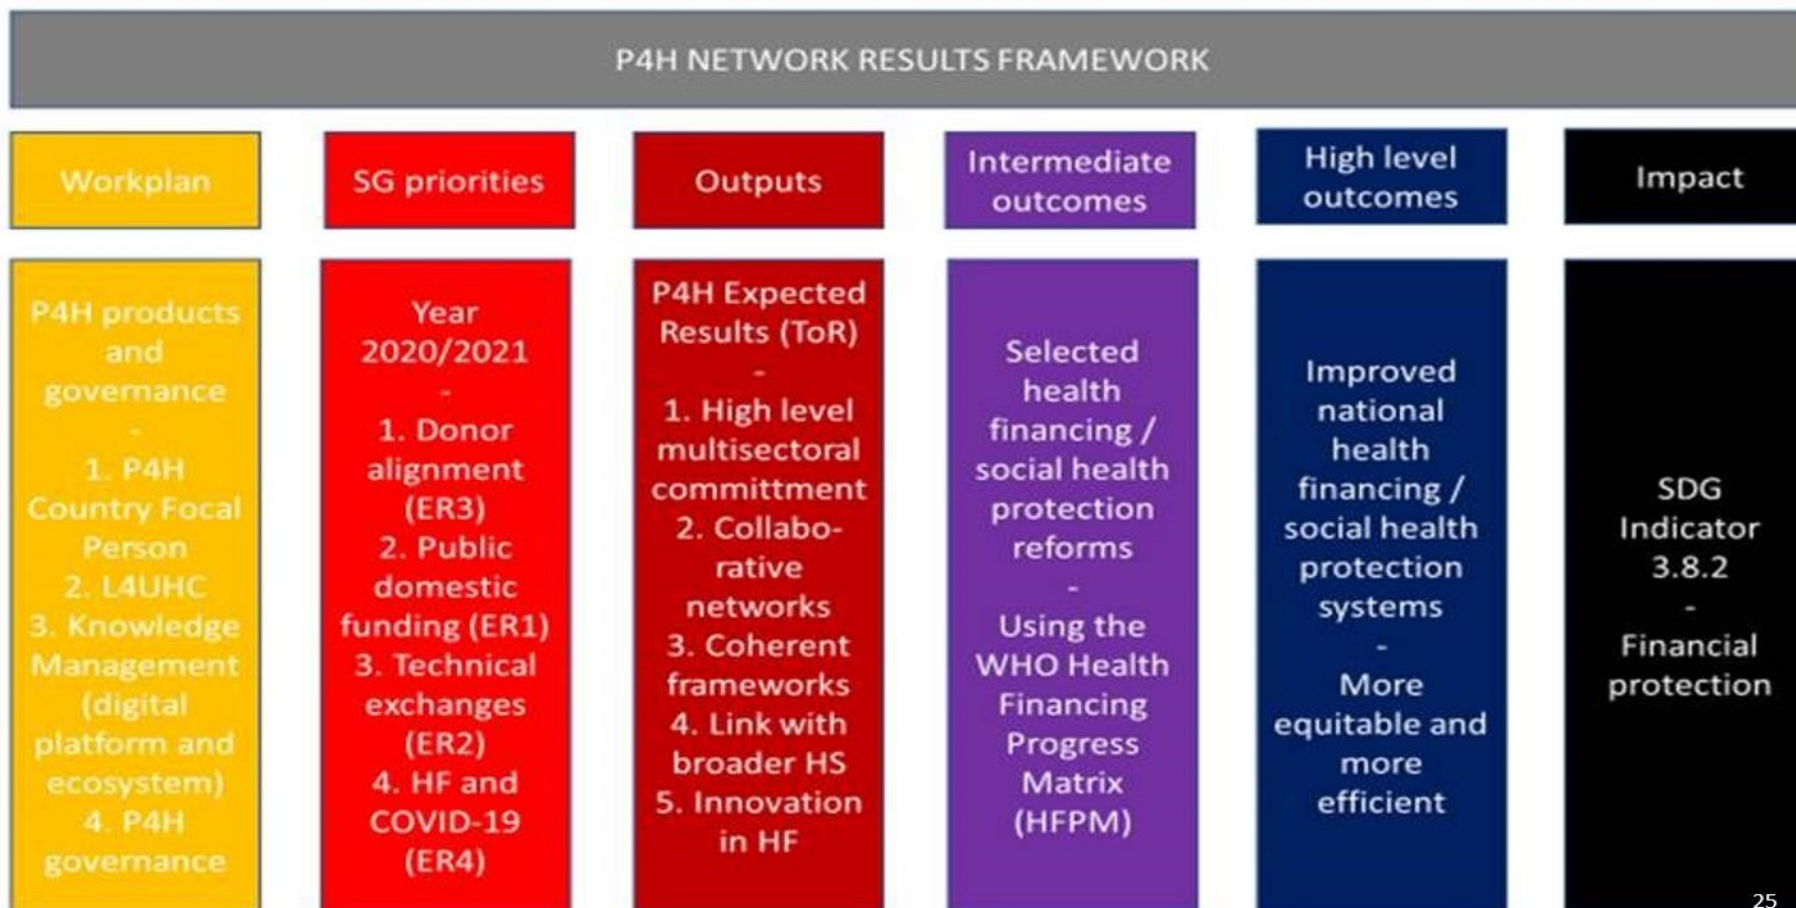 P4H NETWORK RESULTS FRAMEWORK
Workplan
SG priorities
Outputs
Intermediate
outcomes
High level
outcomes
Impact
P4H products
and
governance
-
1. P4H
Country Focal
Person
2. L4UHC
3. Knowledge
Management
(digital
platform and
ecosystem)
4. P4H
governance
Year
2020/2021
-
1. Donor
alignment
(ER3)
2. Public
domestic
funding (ER1)
3. Technical
exchanges
(ER2)
4. HF and
COVID-19
(ER4)
P4H Expected
Results (ToR)
-
1. High level
multisectoral
committment
2. Collabo-
rative
networks
3. Coherent
frameworks
4. Link with
broader HS
5. Innovation
in HF
Selected
health
financing /
social health
protection
reforms
-
Using the
WHO Health
Financing
Progress
Matrix
(HFPM)
Improved
national
health
financing /
social health
protection
systems
-
More
equitable and
more
efficient
SDG
Indicator
3.8.2
-
Financial
protection
25